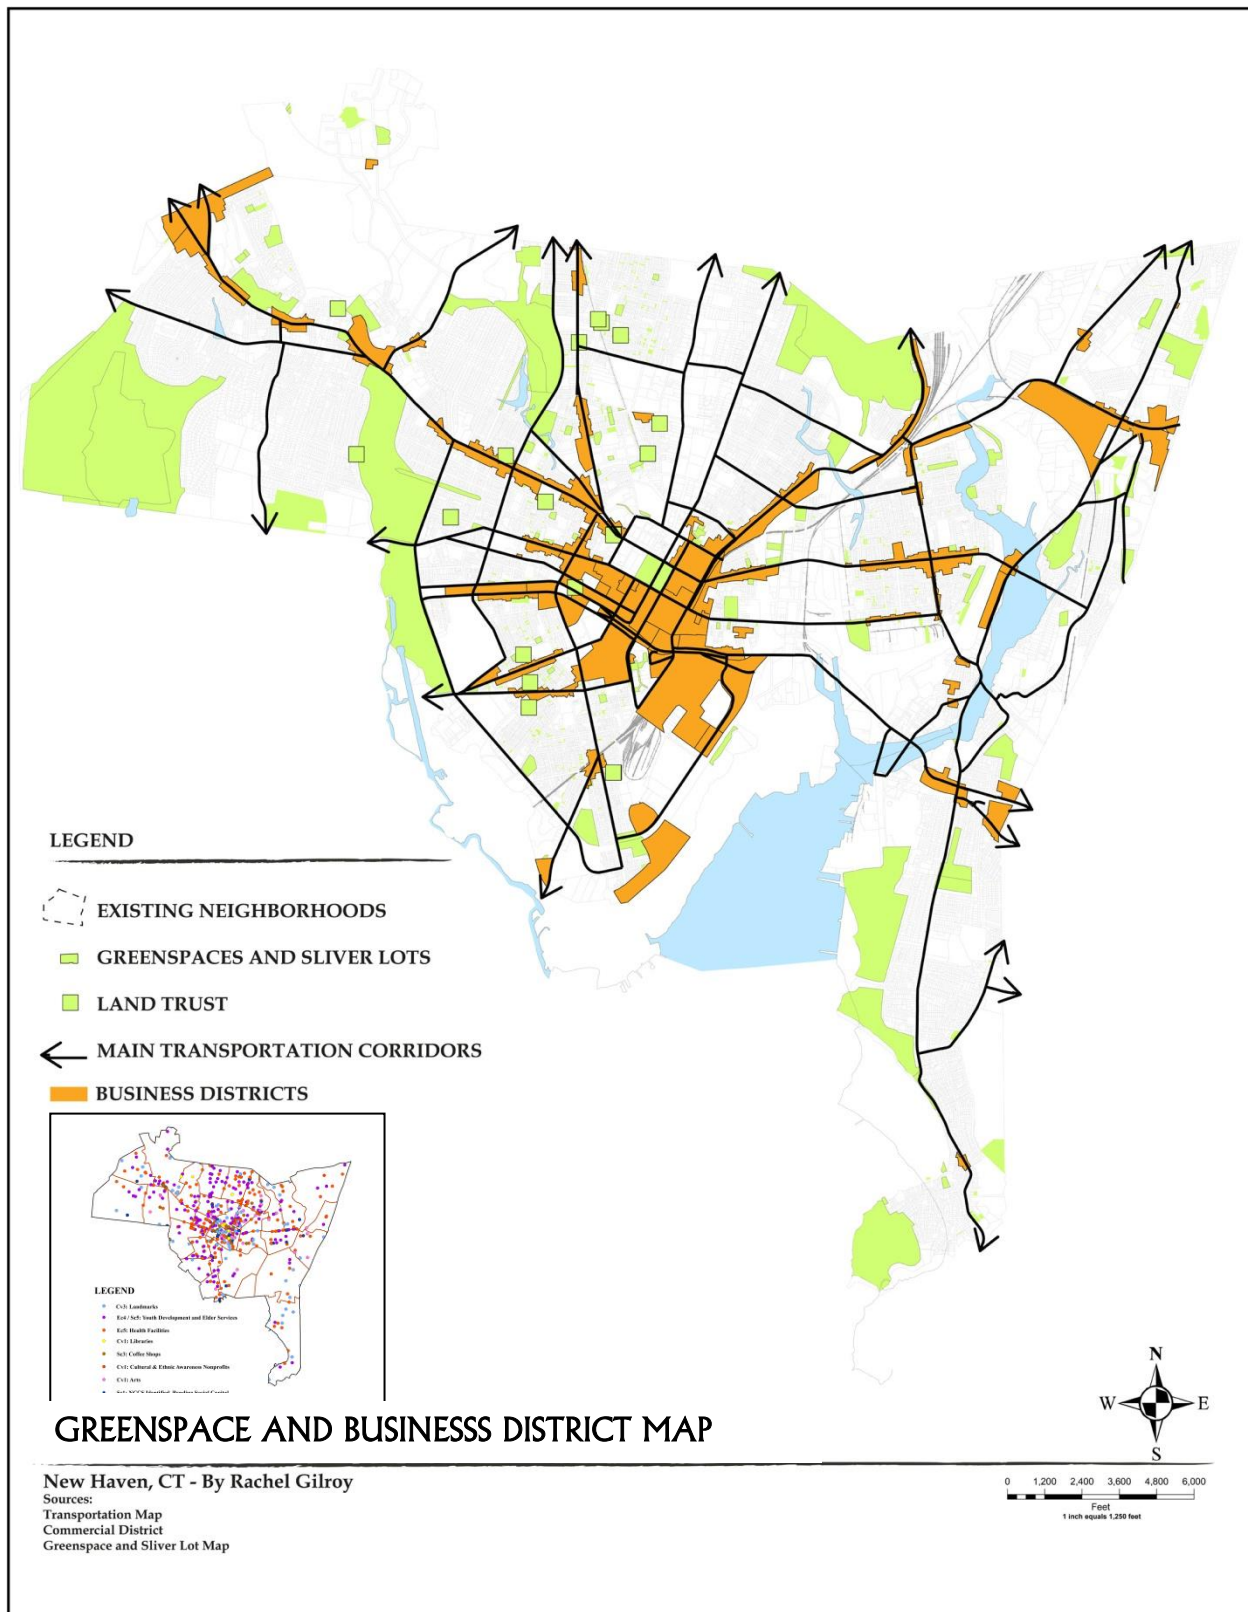 LEGEND
EXISTING NEIGHBORHOODS
GREENSPACES AND SLIVER LOTS
LAND TRUST
MAIN TRANSPORTATION CORRIDORS
BUSINESS DISTRICTS
LEGEND
Cv3: Landmarks
Ec4 / Se5: Youth Development and Elder Services
Ec5: Health Facilities
Cv1: Libraries
Se3: Coffee Shops
Cv1: Cultural & Ethnic Awareness Nonprofits
Cv1: Arts
GREENSPACE AND BUSINESSS DISTRICT MAP
N
W E
S
New Haven, CT - By Rachel Gilroy
Sources:
Transportation Map
Commercial District
Greenspace and Sliver Lot Map
0 1,200 2,400 3,600 4,800 6,000
Feet
1 inch equals 1,250 feet